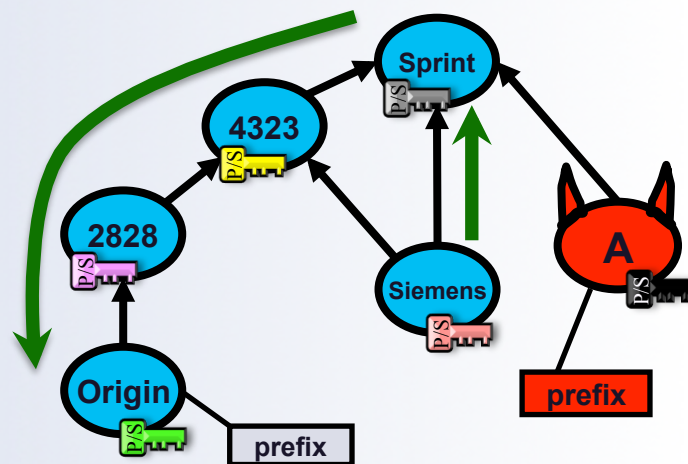 Sprint
P/S
4323
P/S
2828
P/S
A
P/S
Siemens
P/S
Origin
P/S
prefix
prefix